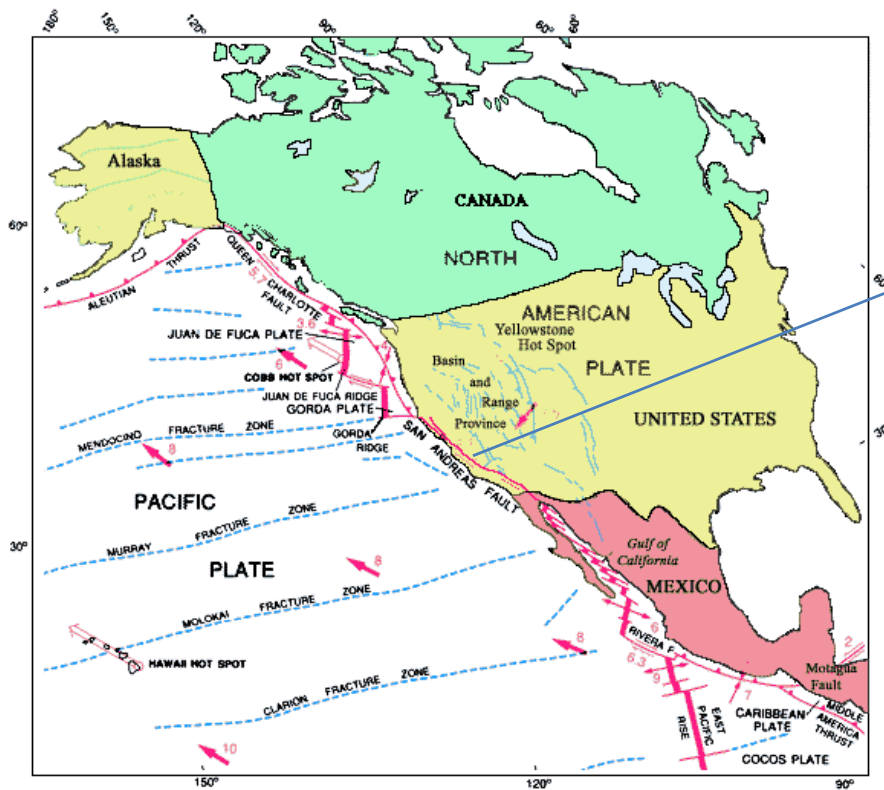 180° 150° 120° 90° 60° 60°
Alaska
CANADA
60°
NORTH
ALEUTIAN THRUST
QUEEN CHARLOTTE FAULT
5.7
60
AMERICAN
3.6
Yellowstone
Hot Spot
JUAN DE FUCA PLATE
4
Basin
and
Range
Province
PLATE
6
COBB HOT SPOT
JUAN DE FUCA RIDGE
GORDA PLATE
UNITED STATES
GORDA
RIDGE
MENDOCINO FRACTURE ZONE
8
SAN ANDREAS FAULT
30°
PACIFIC
MURRAY FRACTURE ZONE
30°
Gulf of
California
PLATE
8
MEXICO
MOLOKAI FRACTURE ZONE
6
8
RIVERA F.
2
HAWAII HOT SPOT
6.3
9
Motagua
Fault
7
CLARION FRACTURE ZONE
EAST
PACIFIC
RISE
CARIBBEAN
PLATE
MIDDLE
AMERICA
THRUST
10
COCOS PLATE
150° 120° 90°